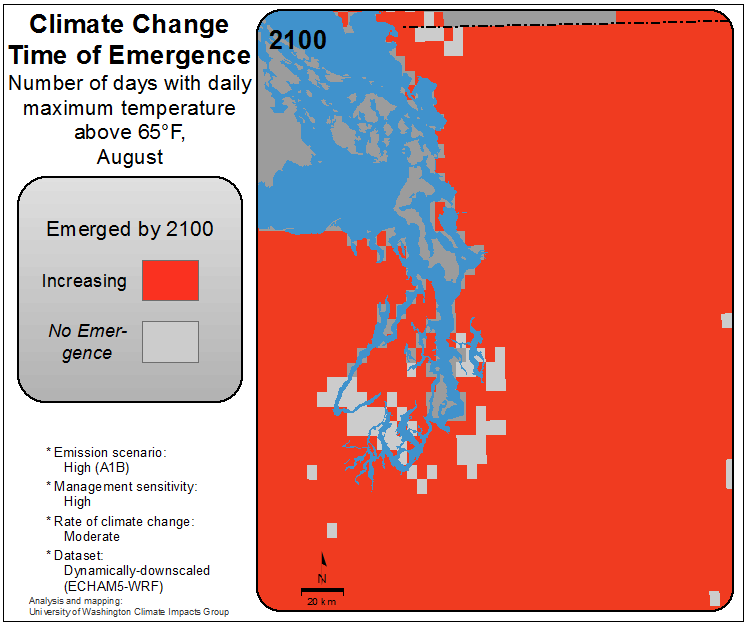 Climate Change
Time of Emergence
Number of days with daily
maximum temperature
above 65°F,
August
Emerged by 2100
Increasing
No Emer-
gence
* Emission scenario:
High (A1B)
* Management sensitivity:
High
* Rate of climate change:
Moderate
* Dataset:
Dynamically-downscaled
(ECHAM5-WRF)
Analysis and mapping:
University of Washington Climate Impacts Group
2100
N
20 km